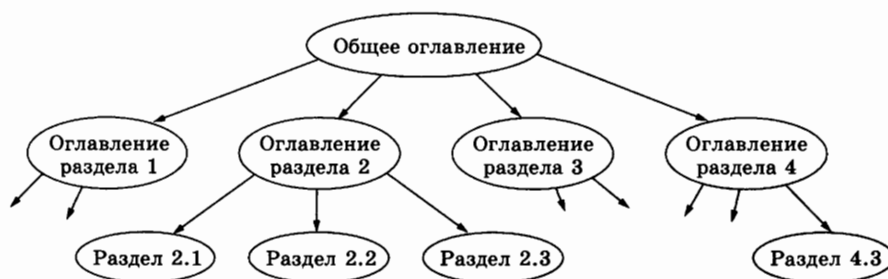 Общее оглавление
Оглавление
раздела 1
Оглавление
раздела 2
Оглавление
раздела 3
Оглавление
раздела 4
Раздел 2.1
Раздел 2.2
Раздел 2.3
Раздел 4.3